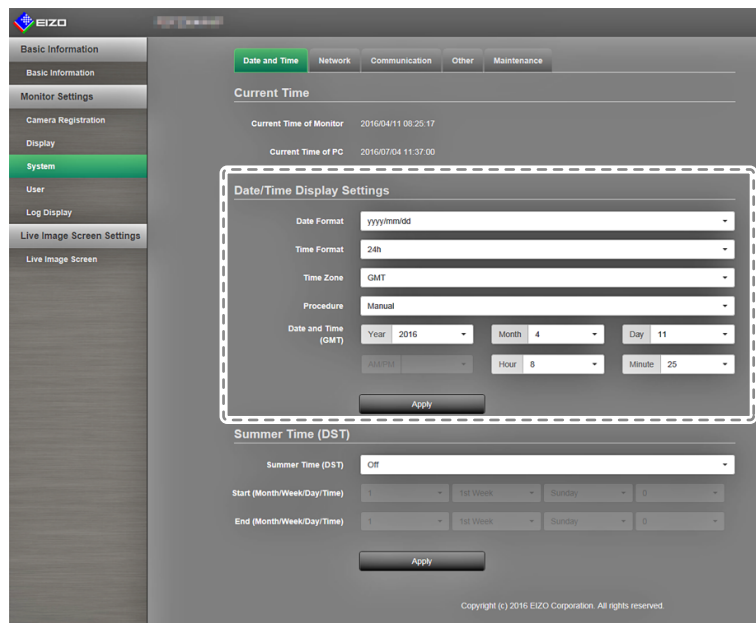 EIZO
Basic Information
Basic Information
Monitor Settings
Camera Registration
Display
System
User
Log Display
Live Image Screen Settings
Live Image Screen
Date and Time Network Communication Other Maintenance
Current Time
Current Time of Monitor 2016/04/11 08:25:17
Current Time of PC 2016/07/04 11:37:00
Date/Time Display Settings
Date Format yyyy/mm/dd
Time Format 24h
Time Zone GMT
Procedure Manual
Date and Time
(GMT) Year 2016 Month 4 Day 11
AM/PM Hour 8 Minute 25
Apply
Summer Time (DST)
Summer Time (DST) Off
Start (Month/Week/Day/Time) 1 1st Week Sunday 0
End (Month/Week/Day/Time) 1 1st Week Sunday 0
Apply
Copyright (c) 2016 EIZO Corporation. All rights reserved.